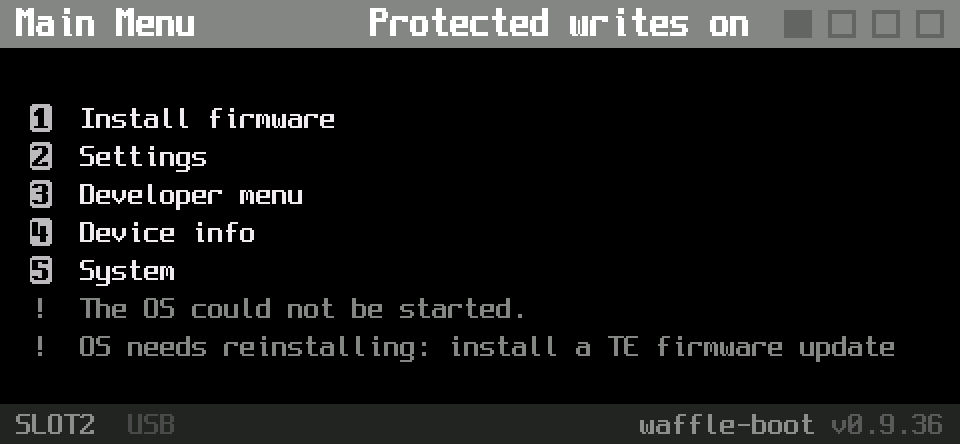 Main Menu Protected writes on
1 Install firmware
2 Settings
3 Developer menu
4 Device info
5 System
! The OS could not be started.
! OS needs reinstalling: install a TE firmware update
SLOT2 USB waffle-boot v0.9.36